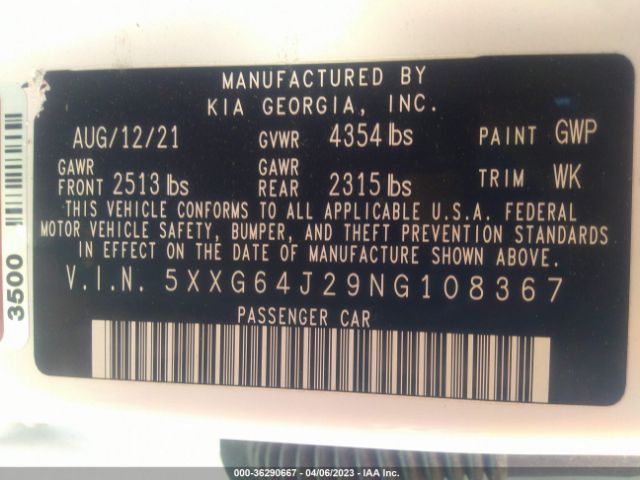 MANUFACTURED BY
KIA GEORGIA, INC.
AUG/12/21 GVWR 4354 lbs PAINT GWP
GAWR FRONT 2513 lbs GAWR REAR 2315 lbs TRIM WK
THIS VEHICLE CONFORMS TO ALL APPLICABLE U.S.A. FEDERAL
MOTOR VEHICLE SAFETY, BUMPER, AND THEFT PREVENTION STANDARDS
IN EFFECT ON THE DATE OF MANUFACTURE SHOWN ABOVE.
V.I.N. 5XXG64J29NG108367
PASSENGER CAR
3500
000-36290667 - 04/06/2023 - IAA Inc.